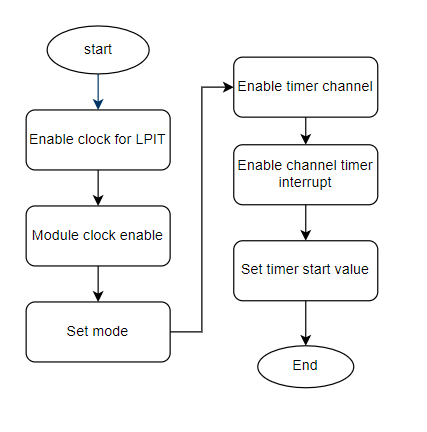 start
Enable clock for LPIT
Module clock enable
Set mode
Enable timer channel
Enable channel timer
interrupt
Set timer start value
End